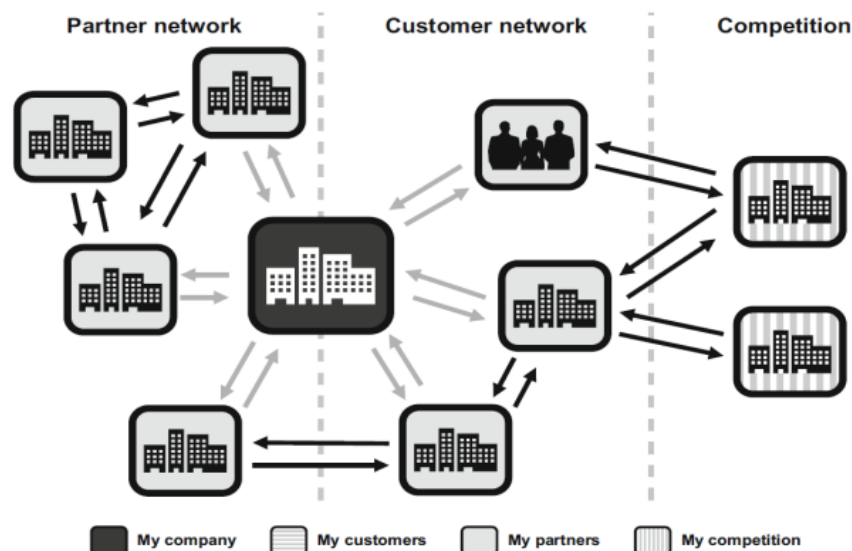 Partner network
Customer network
Competition
My company
My customers
My partners
My competition